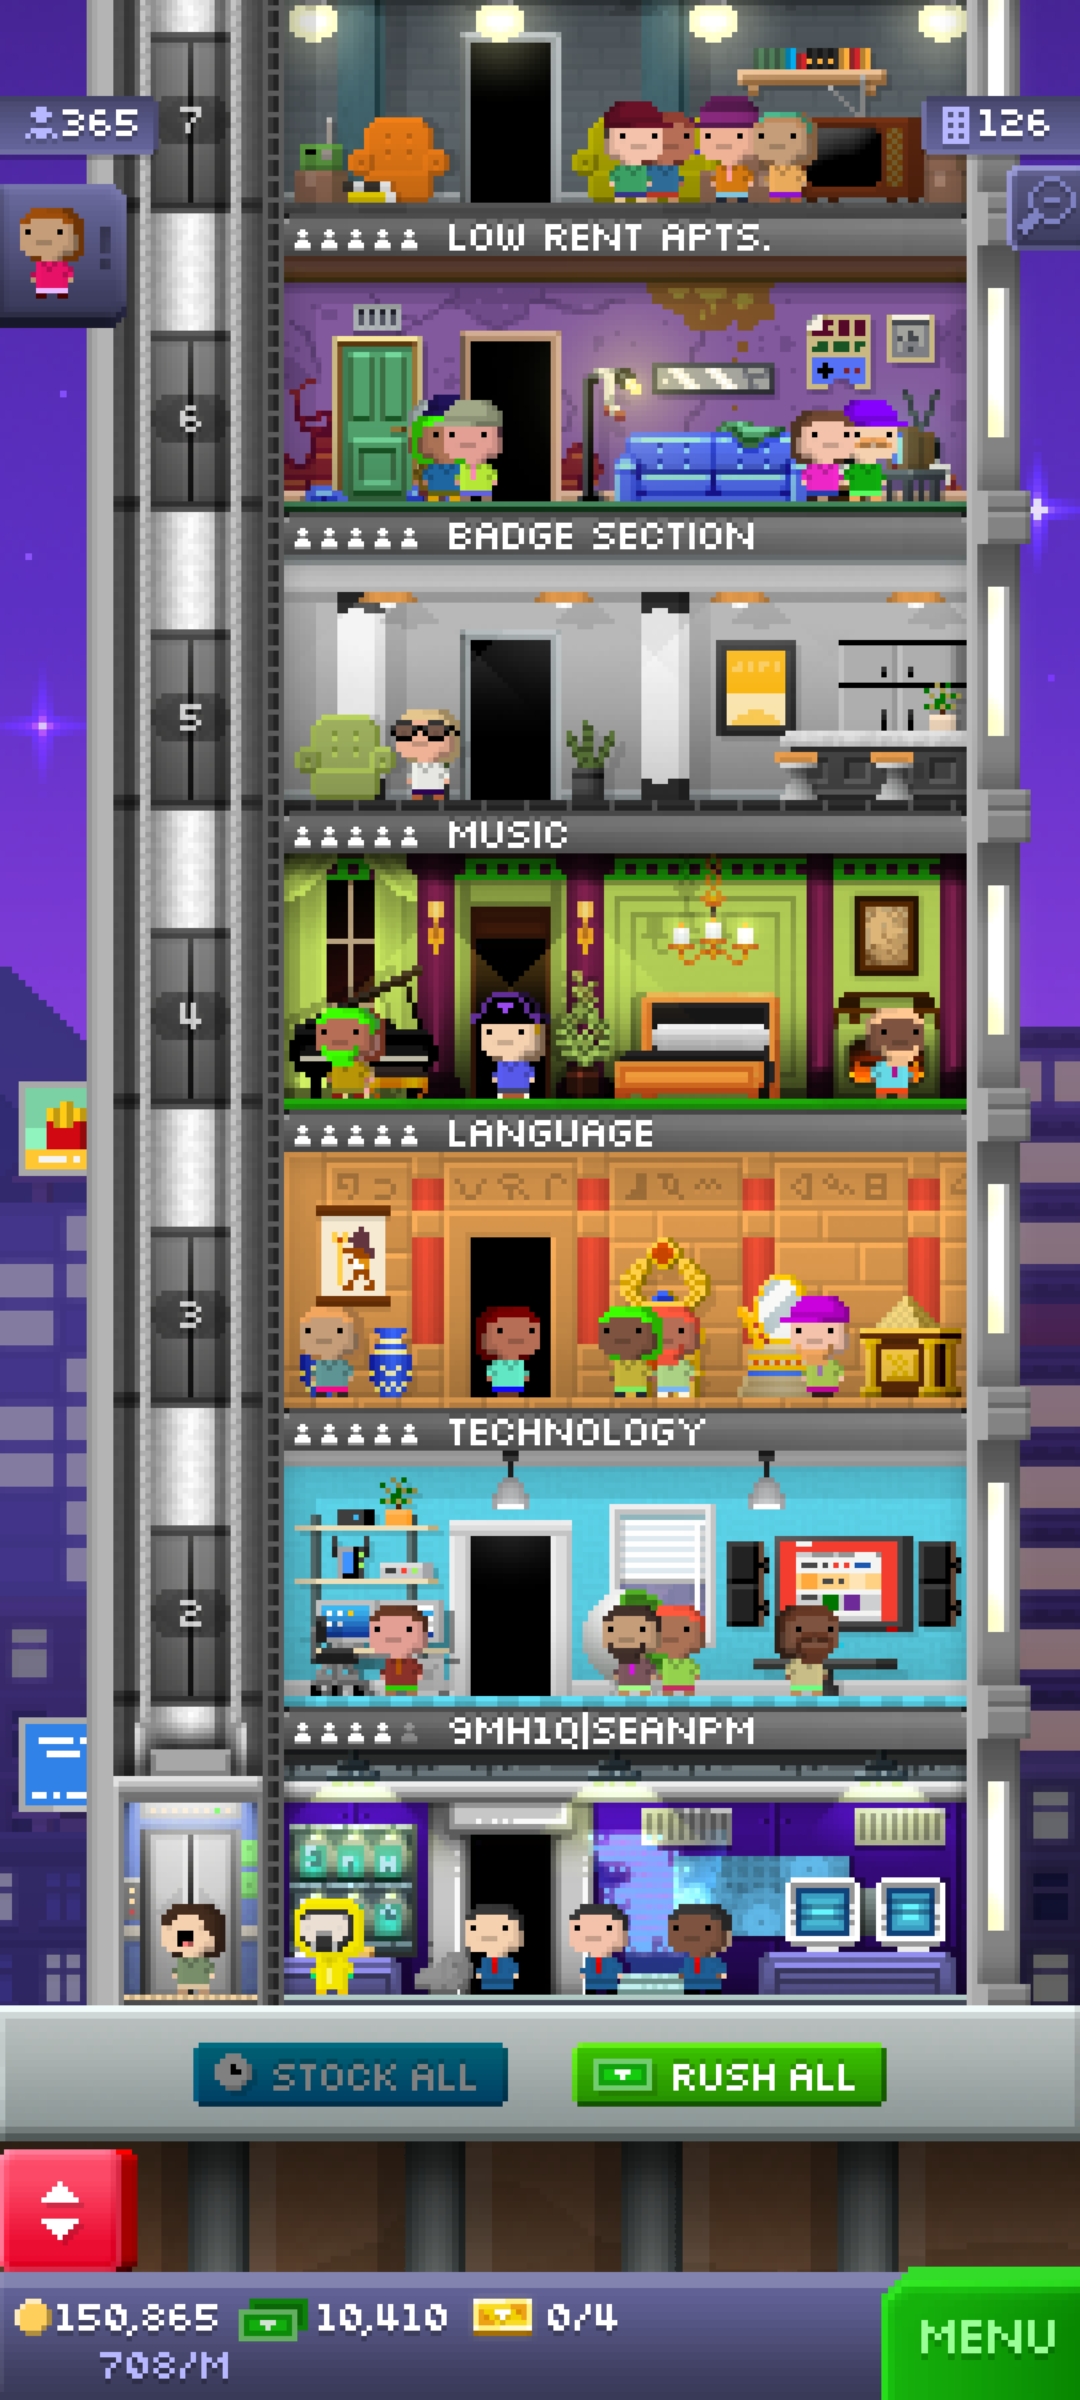 7
365
126
!
LOW RENT APTS.
6
BADGE SECTION
5
MUSIC
4
LANGUAGE
3
TECHNOLOGY
2
9MH1Q|SEANPM
STOCK ALL
RUSH ALL
150,865
10,410
0/4
708/M
MENU